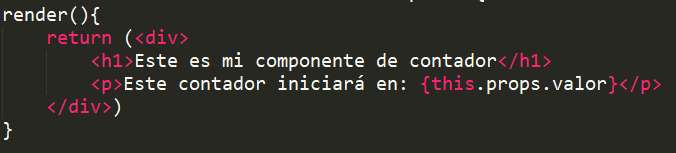 render(){
    return (<div>
        <h1>Este es mi componente de contador</h1>
        <p>Este contador iniciará en: {this.props.valor}</p>
    </div>)
}